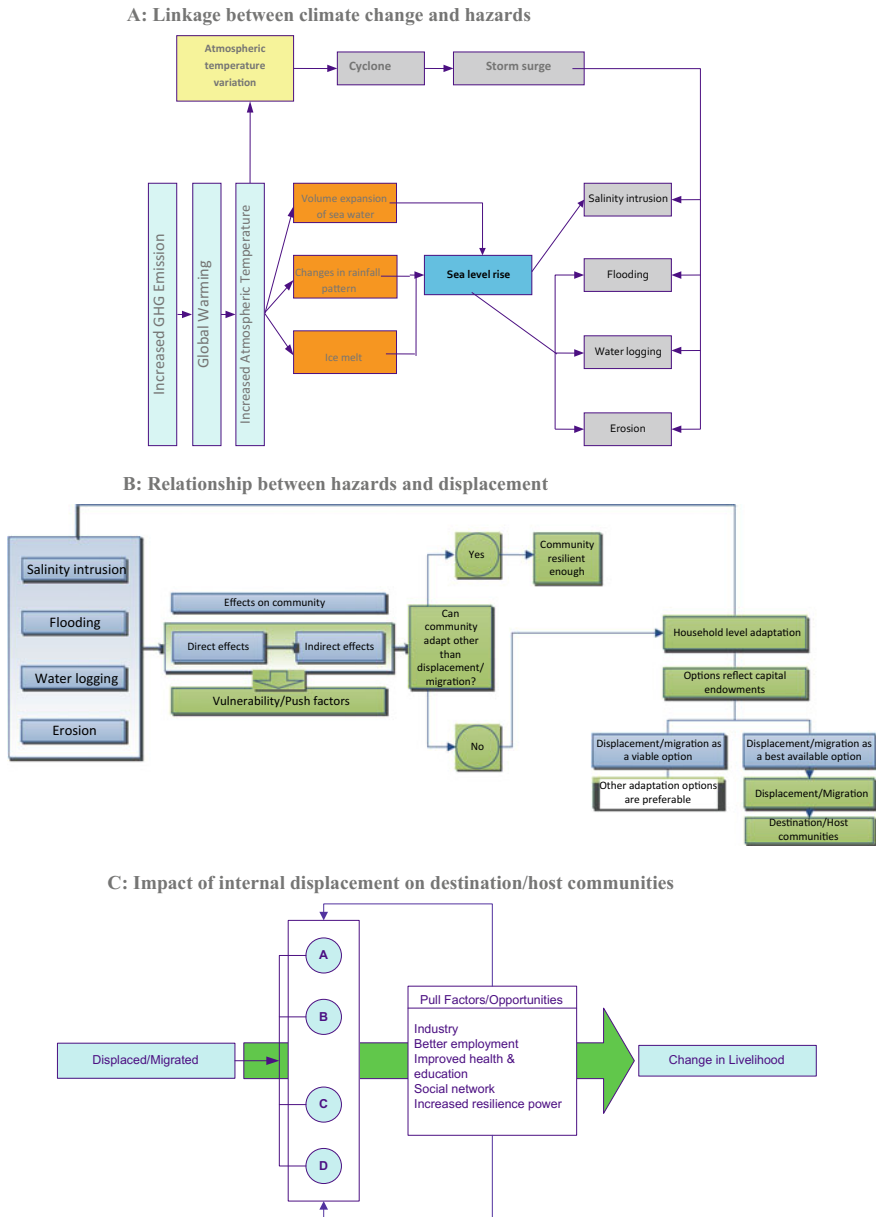 A: Linkage between climate change and hazards
Atmospheric
temperature
variation
Cyclone
Storm surge
Increased GHG Emission
Global Warming
Increased Atmospheric Temperature
Volume expansion
of sea water
Changes in rainfall
pattern
Ice melt
Sea level rise
Salinity intrusion
Flooding
Water logging
Erosion
B: Relationship between hazards and displacement
Salinity intrusion
Flooding
Water logging
Erosion
Effects on community
Direct effects
Indirect effects
Vulnerability/Push factors
Can
community
adapt other
than
displacement/
migration?
Yes
Community
resilient
enough
No
Household level adaptation
Options reflect capital
endowments
Displacement/migration as
a viable option
Other adaptation options
are preferable
Displacement/migration as
a best available option
Displacement/Migration
Destination/Host
communities
C: Impact of internal displacement on destination/host communities
Displaced/Migrated
A
B
C
D
Pull Factors/Opportunities
Industry
Better employment
Improved health &
education
Social network
Increased resilience power
Change in Livelihood